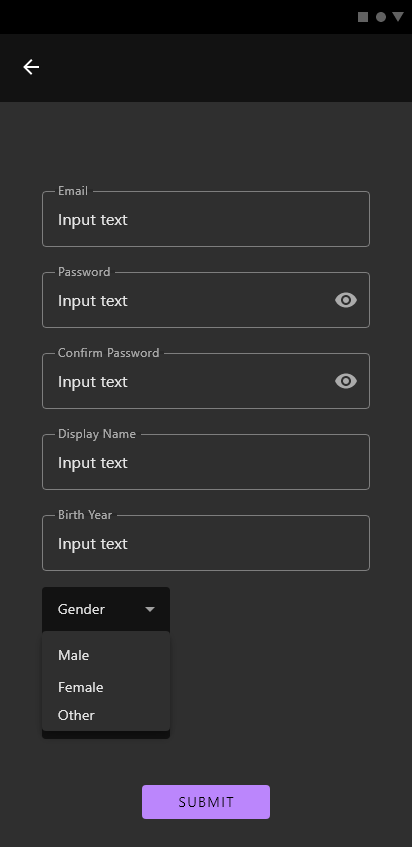 Email
Input text
Password
Input text
Confirm Password
Input text
Display Name
Input text
Birth Year
Input text
Gender
Male
Female
Other
SUBMIT